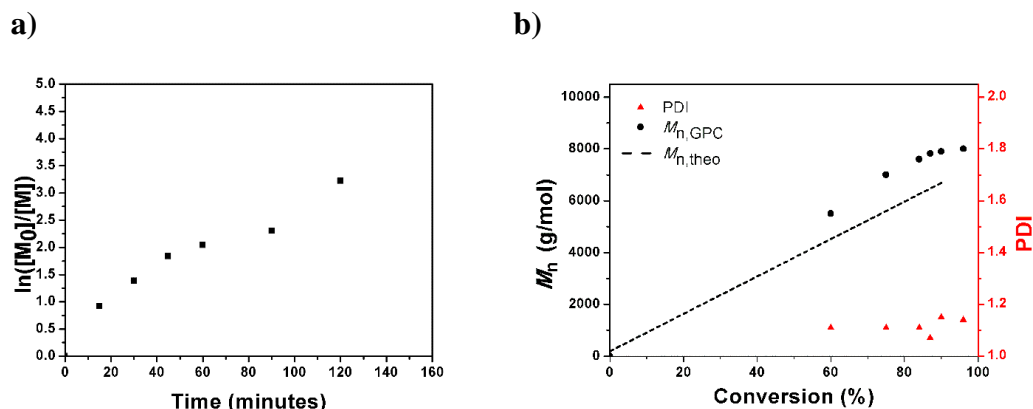 a)
b)
ln([M₀]/[M])
5.0
4.5
4.0
3.5
3.0
2.5
2.0
1.5
1.0
0.5
0.0
0 20 40 60 80 100 120 140 160
Time (minutes)
Mₙ (g/mol)
10000
8000
6000
4000
2000
0
PDI
Mₙ,GPC
Mₙ,theo
2.0
1.8
1.6
1.4
1.2
1.0
PDI
0 20 40 60 80 100
Conversion (%)